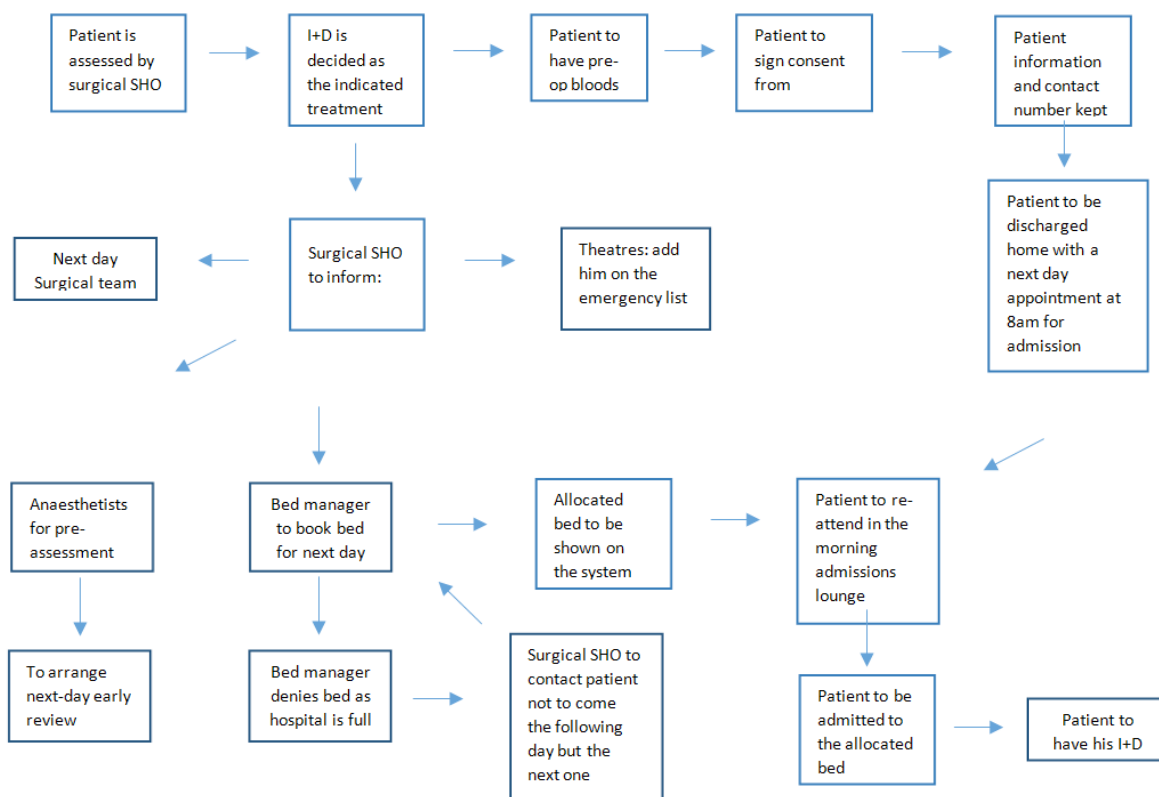 Patient is
assessed by
surgical SHO
I+D is
decided as
the indicated
treatment
Patient to
have pre-
op bloods
Patient to
sign consent
from
Patient
information
and contact
number kept
Next day
Surgical team
Surgical SHO
to inform:
Theatres: add
him on the
emergency list
Patient to be
discharged
home with a
next day
appointment at
8am for
admission
Anaesthetists
for pre-
assessment
Bed manager
to book bed
for next day
Allocated
bed to be
shown on
the system
Patient to re-
attend in the
morning
admissions
lounge
To arrange
next-day early
review
Bed manager
denies bed as
hospital is full
Surgical SHO to
contact patient
not to come
the following
day but the
next one
Patient to be
admitted to
the allocated
bed
Patient to
have his I+D